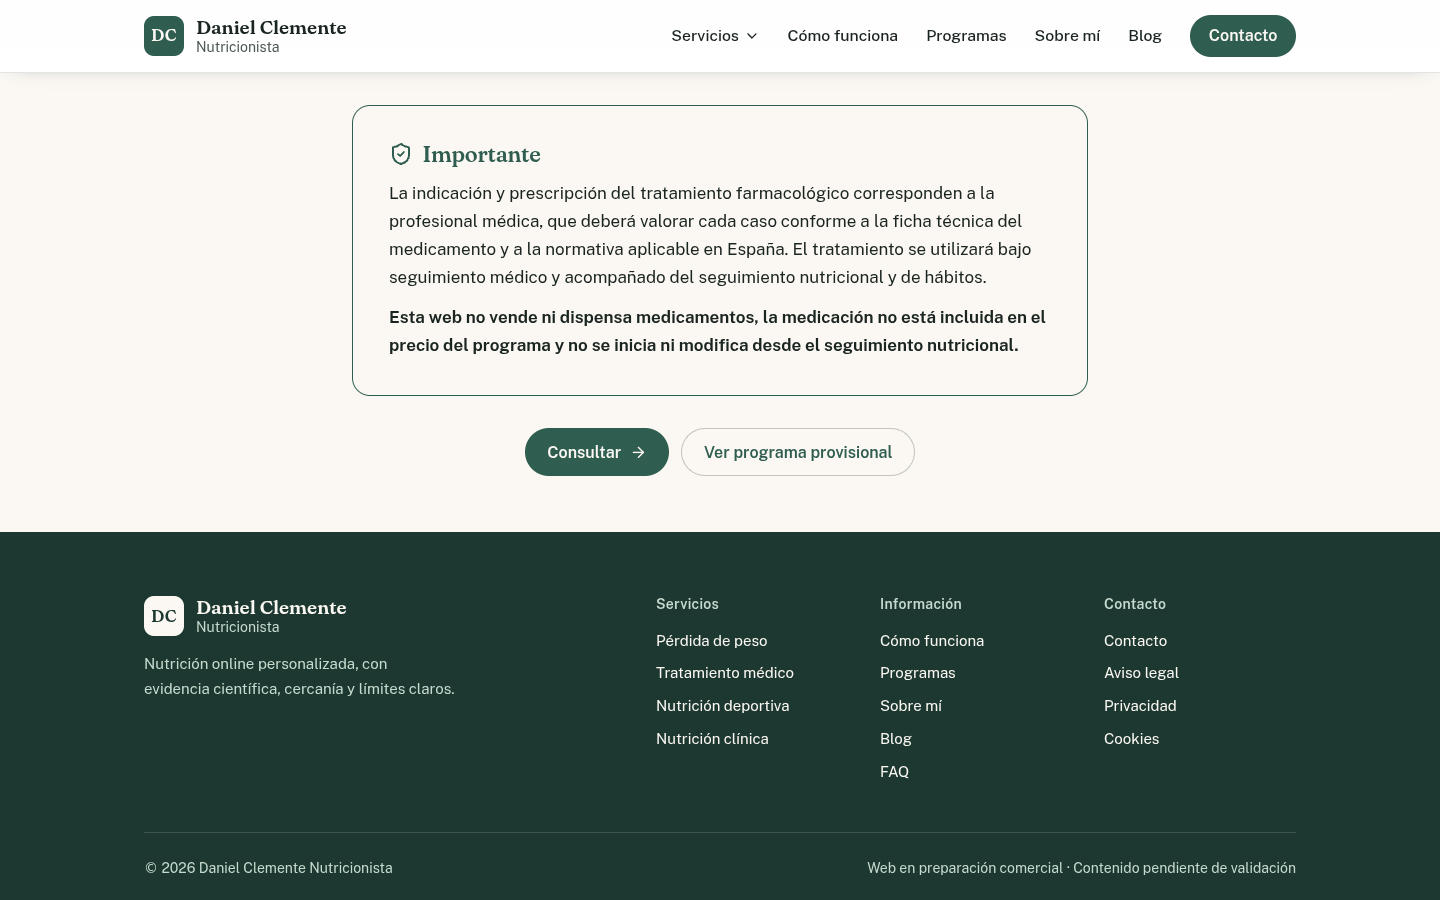 DC
Daniel Clemente
Nutricionista
Servicios
Cómo funciona
Programas
Sobre mí
Blog
Contacto
Importante
La indicación y prescripción del tratamiento farmacológico corresponden a la
profesional médica, que deberá valorar cada caso conforme a la ficha técnica del
medicamento y a la normativa aplicable en España. El tratamiento se utilizará bajo
seguimiento médico y acompañado del seguimiento nutricional y de hábitos.
Esta web no vende ni dispensa medicamentos, la medicación no está incluida en el
precio del programa y no se inicia ni modifica desde el seguimiento nutricional.
Consultar
Ver programa provisional
DC
Daniel Clemente
Nutricionista
Nutrición online personalizada, con
evidencia científica, cercanía y límites claros.
Servicios
Pérdida de peso
Tratamiento médico
Nutrición deportiva
Nutrición clínica
Información
Cómo funciona
Programas
Sobre mí
Blog
FAQ
Contacto
Contacto
Aviso legal
Privacidad
Cookies
© 2026 Daniel Clemente Nutricionista
Web en preparación comercial · Contenido pendiente de validación